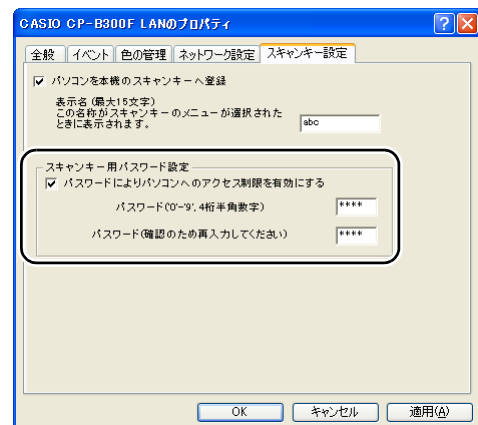 CASIO CP-B300F LANのプロパティ
全般 イベント 色の管理 ネットワーク設定 スキャンキー設定
パソコンを本機のスキャンキーへ登録
表示名(最大15文字)
この名称がスキャンキーのメニューが選択された
ときに表示されます。
abc
スキャンキー用パスワード設定
パスワードによりパソコンへのアクセス制限を有効にする
パスワード('0'-'9', 4桁半角数字) ****
パスワード(確認のため再入力してください) ****
OK キャンセル 適用(A)